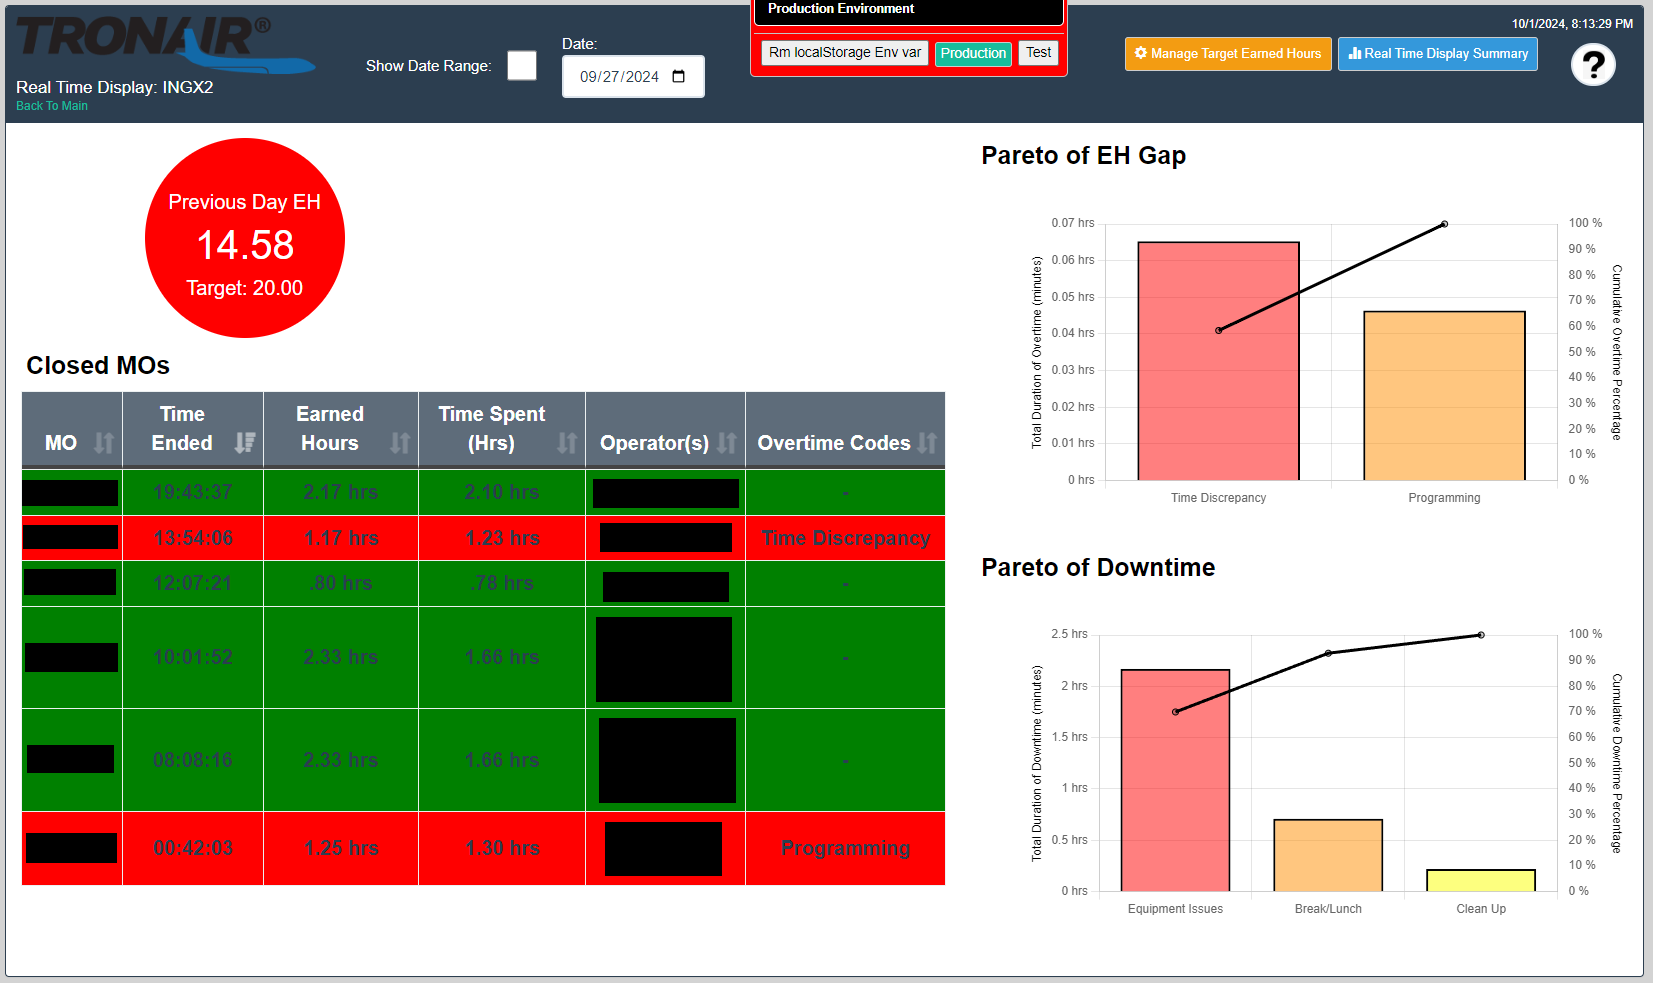 TRONAIR®
Real Time Display: INGX2
Back To Main
Show Date Range:
Date:
09/27/2024
Production Environment
Rm localStorage Env var
Production
Test
10/1/2024, 8:13:29 PM
Manage Target Earned Hours
Real Time Display Summary
?
Previous Day EH
14.58
Target: 20.00
Closed MOs
MO Time Ended Earned Hours Time Spent (Hrs) Operator(s) Overtime Codes
19:43:37 2.17 hrs 2.10 hrs -
13:54:06 1.17 hrs 1.23 hrs Time Discrepancy
12:07:21 .80 hrs .78 hrs -
10:01:52 2.33 hrs 1.66 hrs -
08:08:16 2.33 hrs 1.66 hrs -
00:42:03 1.25 hrs 1.30 hrs Programming
Pareto of EH Gap
Total Duration of Overtime (minutes)
0.07 hrs
0.06 hrs
0.05 hrs
0.04 hrs
0.03 hrs
0.02 hrs
0.01 hrs
0 hrs
Time Discrepancy
Programming
100 %
90 %
80 %
70 %
60 %
50 %
40 %
30 %
20 %
10 %
0 %
Cumulative Overtime Percentage
Pareto of Downtime
Total Duration of Downtime (minutes)
2.5 hrs
2 hrs
1.5 hrs
1 hrs
0.5 hrs
0 hrs
Equipment Issues
Break/Lunch
Clean Up
100 %
90 %
80 %
70 %
60 %
50 %
40 %
30 %
20 %
10 %
0 %
Cumulative Downtime Percentage